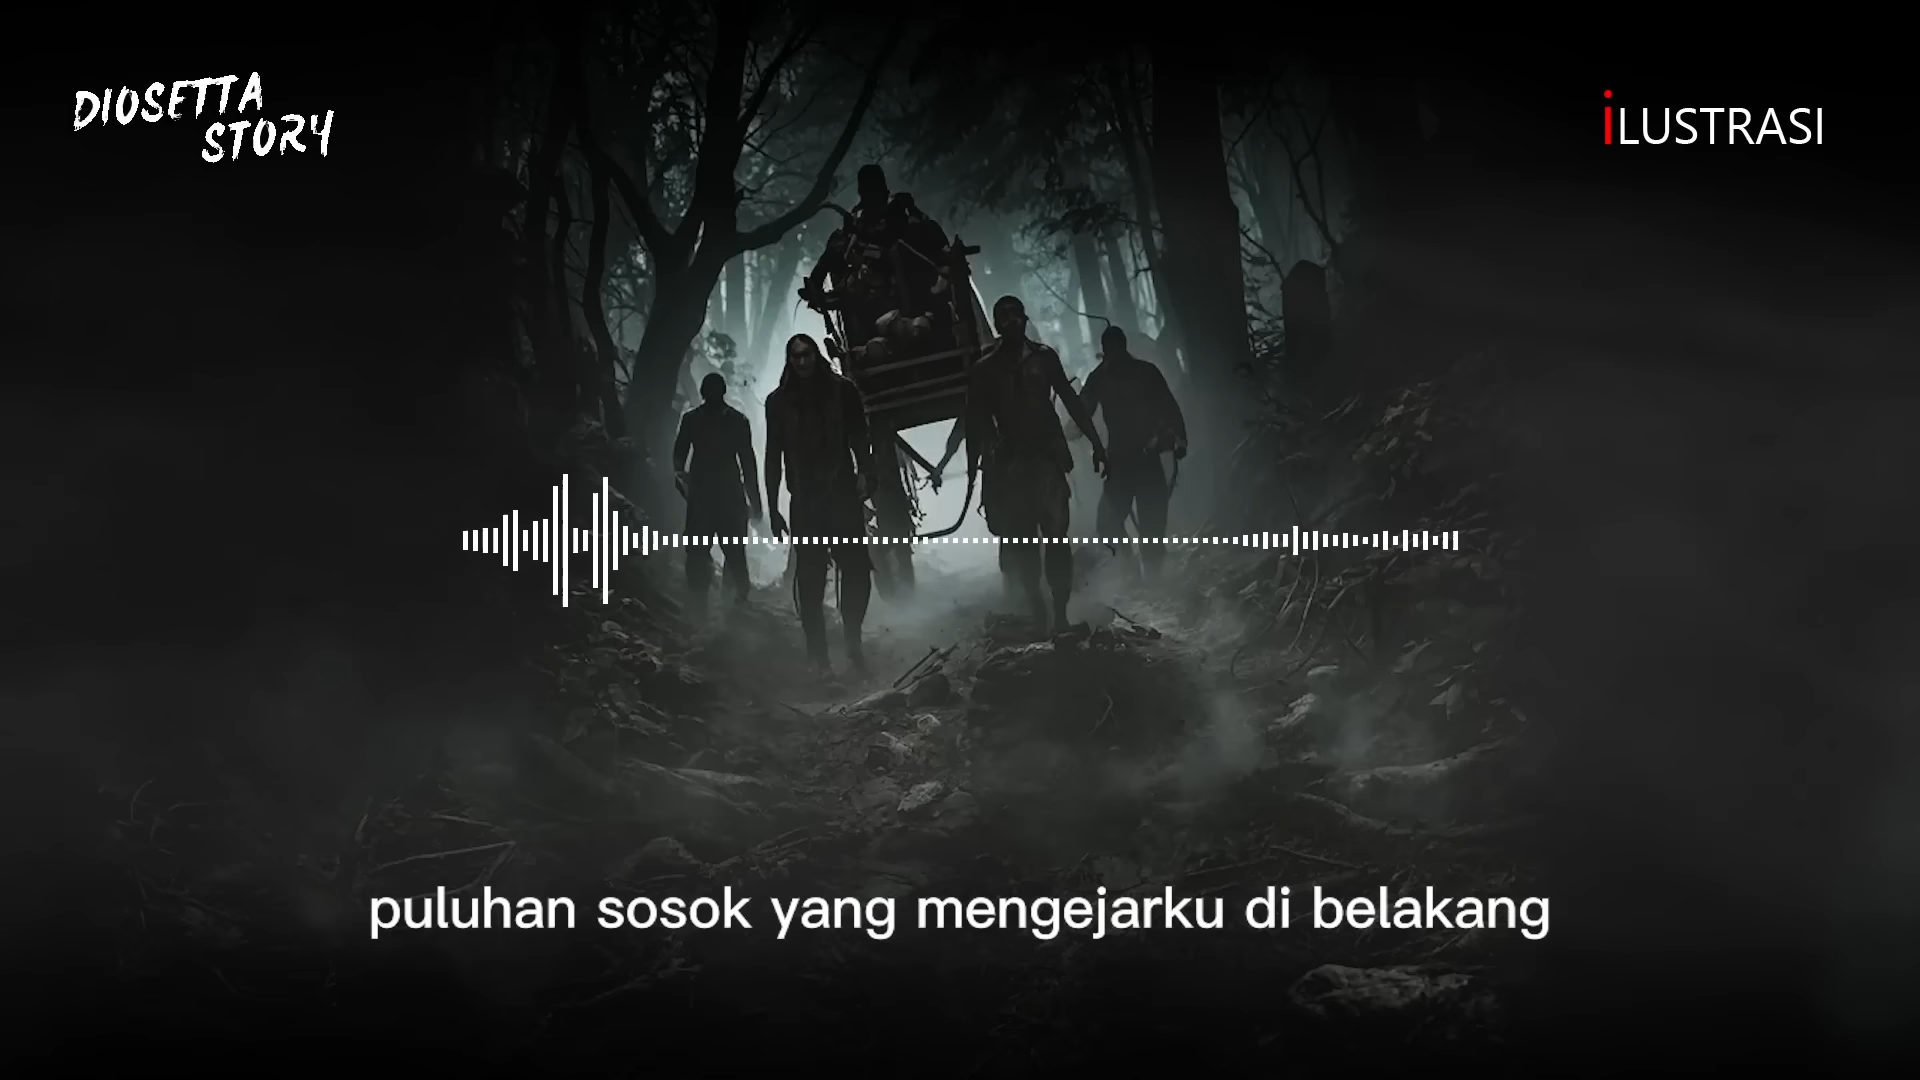 DIOSETTA
STORY
iLUSTRASI
puluhan sosok yang mengejarku di belakang